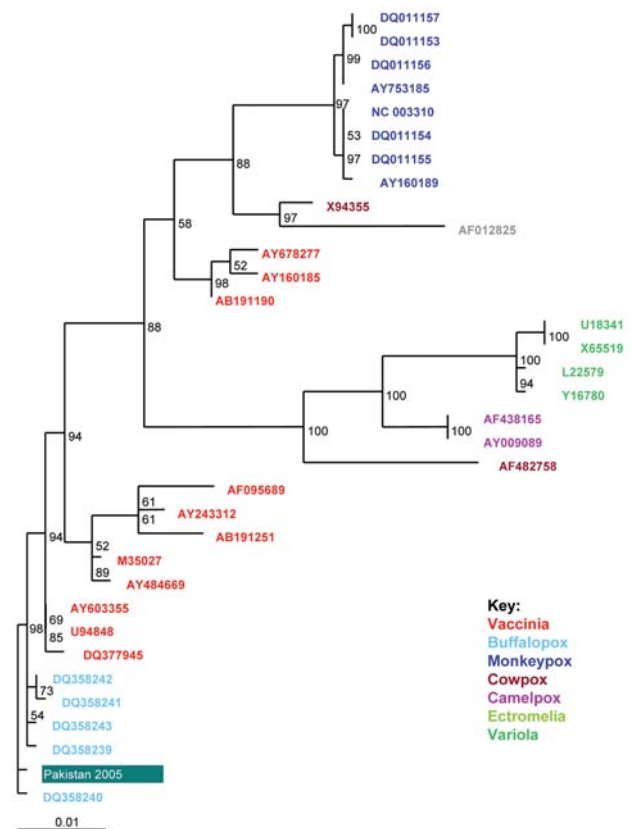 DQ011157
100
DQ011153
99
DQ011156
AY753185
97
NC 003310
53
DQ011154
97
DQ011155
AY160189
88
X94355
97
AF012825
58
AY678277
52
AY160185
98
AB191190
U18341
100
X65519
88
100
L22579
94
Y16780
100
AF438165
100
AY009089
100
AF482758
94
AF095689
61
AY243312
61
AB191251
94
52
M35027
89
AY484669
AY603355
69
98
U94848
85
DQ377945
DQ358242
73
DQ358241
54
DQ358243
DQ358239
Pakistan 2005
DQ358240
0.01
Key:
Vaccinia
Buffalopox
Monkeypox
Cowpox
Camelpox
Ectromelia
Variola